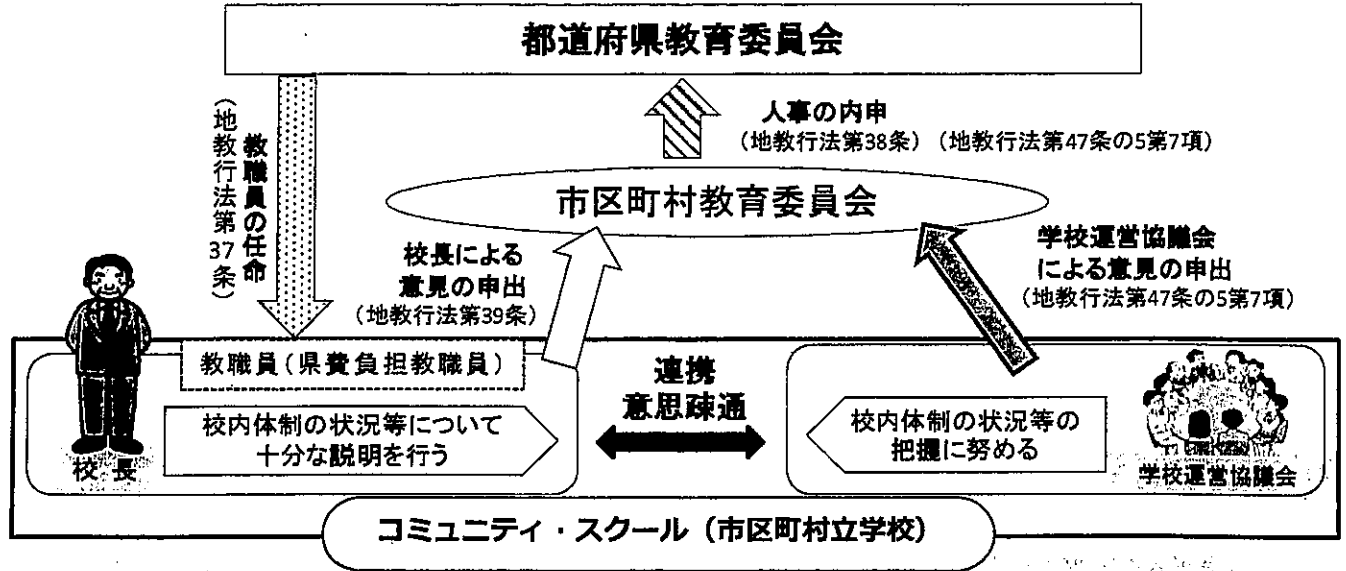 都道府県教育委員会
教職員の任命
（地教行法第37条）
人事の内申
（地教行法第38条）（地教行法第47条の5第7項）
市区町村教育委員会
校長による
意見の申出
（地教行法第39条）
学校運営協議会
による意見の申出
（地教行法第47条の5第7項）
教職員（県費負担教職員）
校内体制の状況等について
十分な説明を行う
校 長
連携
意思疎通
校内体制の状況等の
把握に努める
学校運営協議会
コミュニティ・スクール（市区町村立学校）